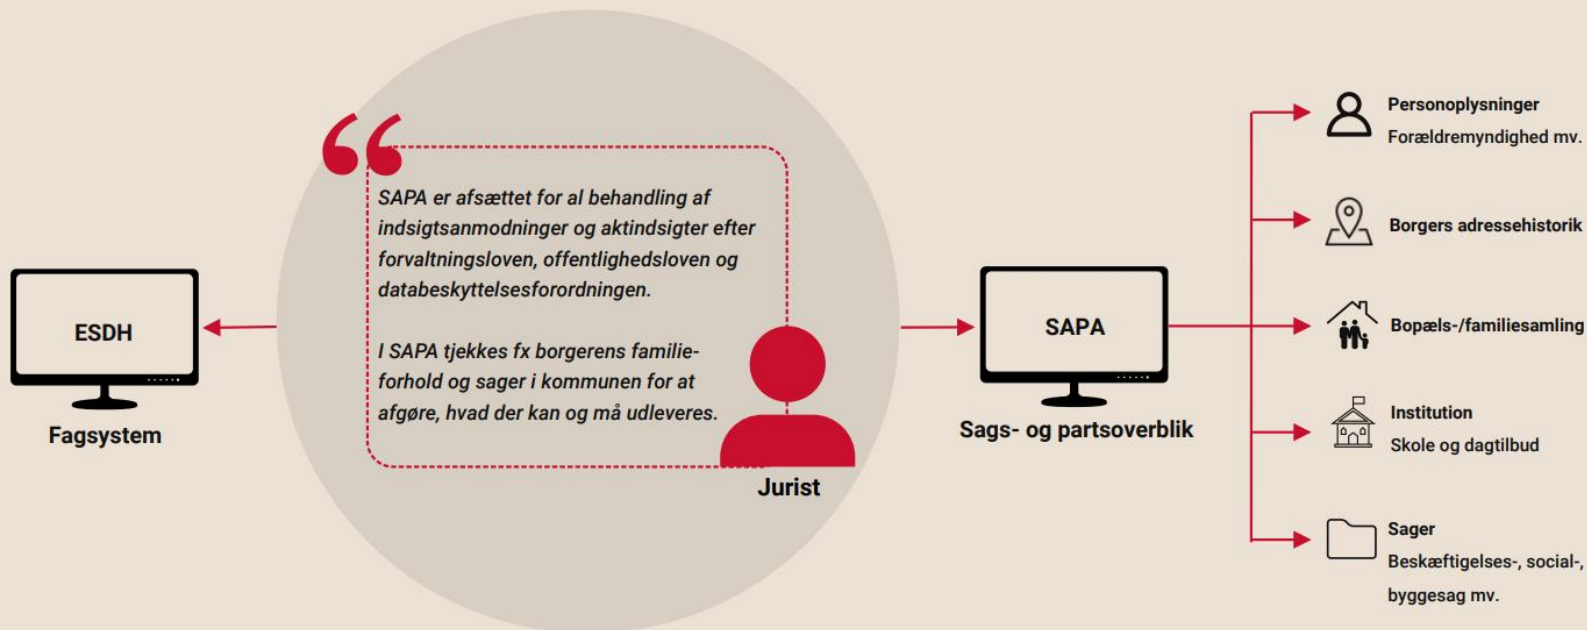 ESDH
Fagsystem
SAPA er afsættet for al behandling af
indsigtsanmodninger og aktindsigter efter
forvaltningsloven, offentlighedsloven og
databeskyttelsesforordningen.
I SAPA tjekkes fx borgerens familie-
forhold og sager i kommunen for at
afgøre, hvad der kan og må udleveres.
Jurist
SAPA
Sags- og partsoverblik
Personoplysninger
Forældremyndighed mv.
Borgers adressehistorik
Bopæls-/familiesamling
Institution
Skole og dagtilbud
Sager
Beskæftigelses-, social-,
byggesag mv.